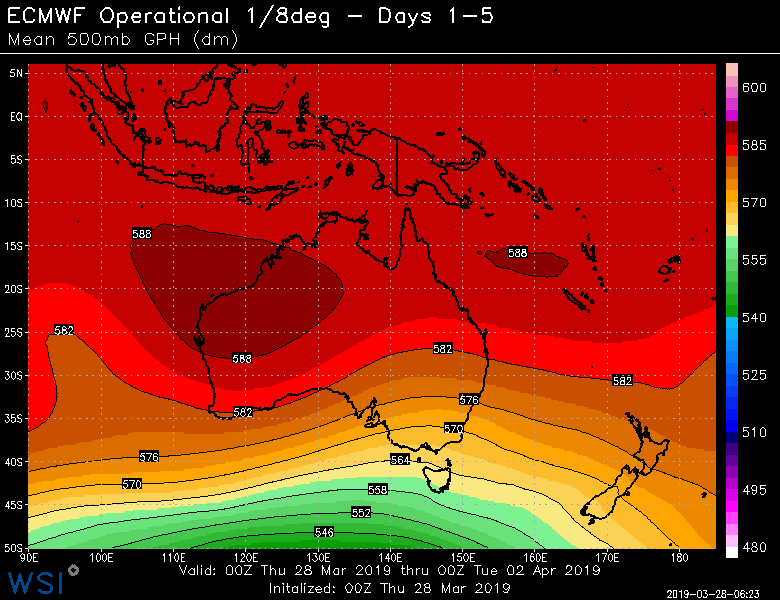 ECMWF Operational 1/8deg – Days 1–5
Mean 500mb GPH (dm)
5N
EQ
5S
10S
15S
20S
25S
30S
35S
40S
45S
50S
90E 100E 110E 120E 130E 140E 150E 160E 170E 180
588
588
588
582
582
582
582
576
576
570
570
564
558
552
546
600
585
570
555
540
525
510
495
480
Valid: 00Z Thu 28 Mar 2019 thru 00Z Tue 02 Apr 2019
Initalized: 00Z Thu 28 Mar 2019
WSI
2019-03-28-06:23